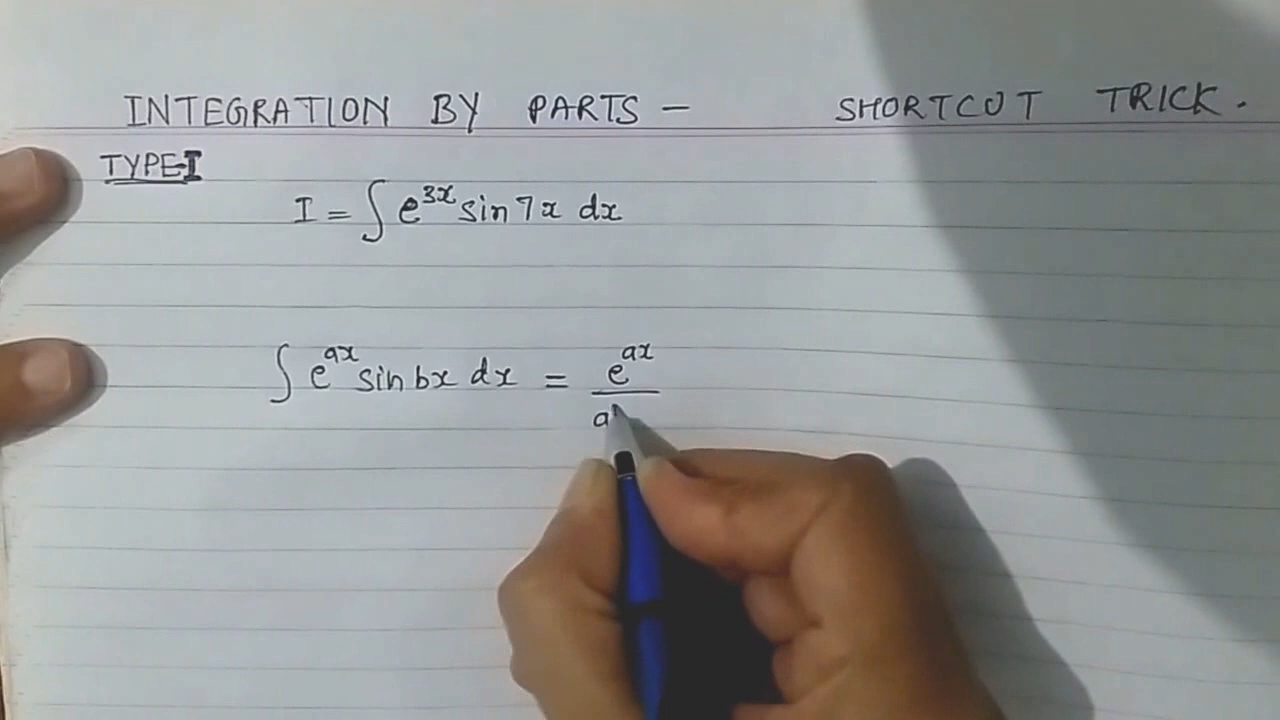 INTEGRATION BY PARTS – SHORTCUT TRICK.
TYPE-I
I = ∫ e^{3x} sin 7x dx
∫ e^{ax} sin bx dx = e^{ax} / a